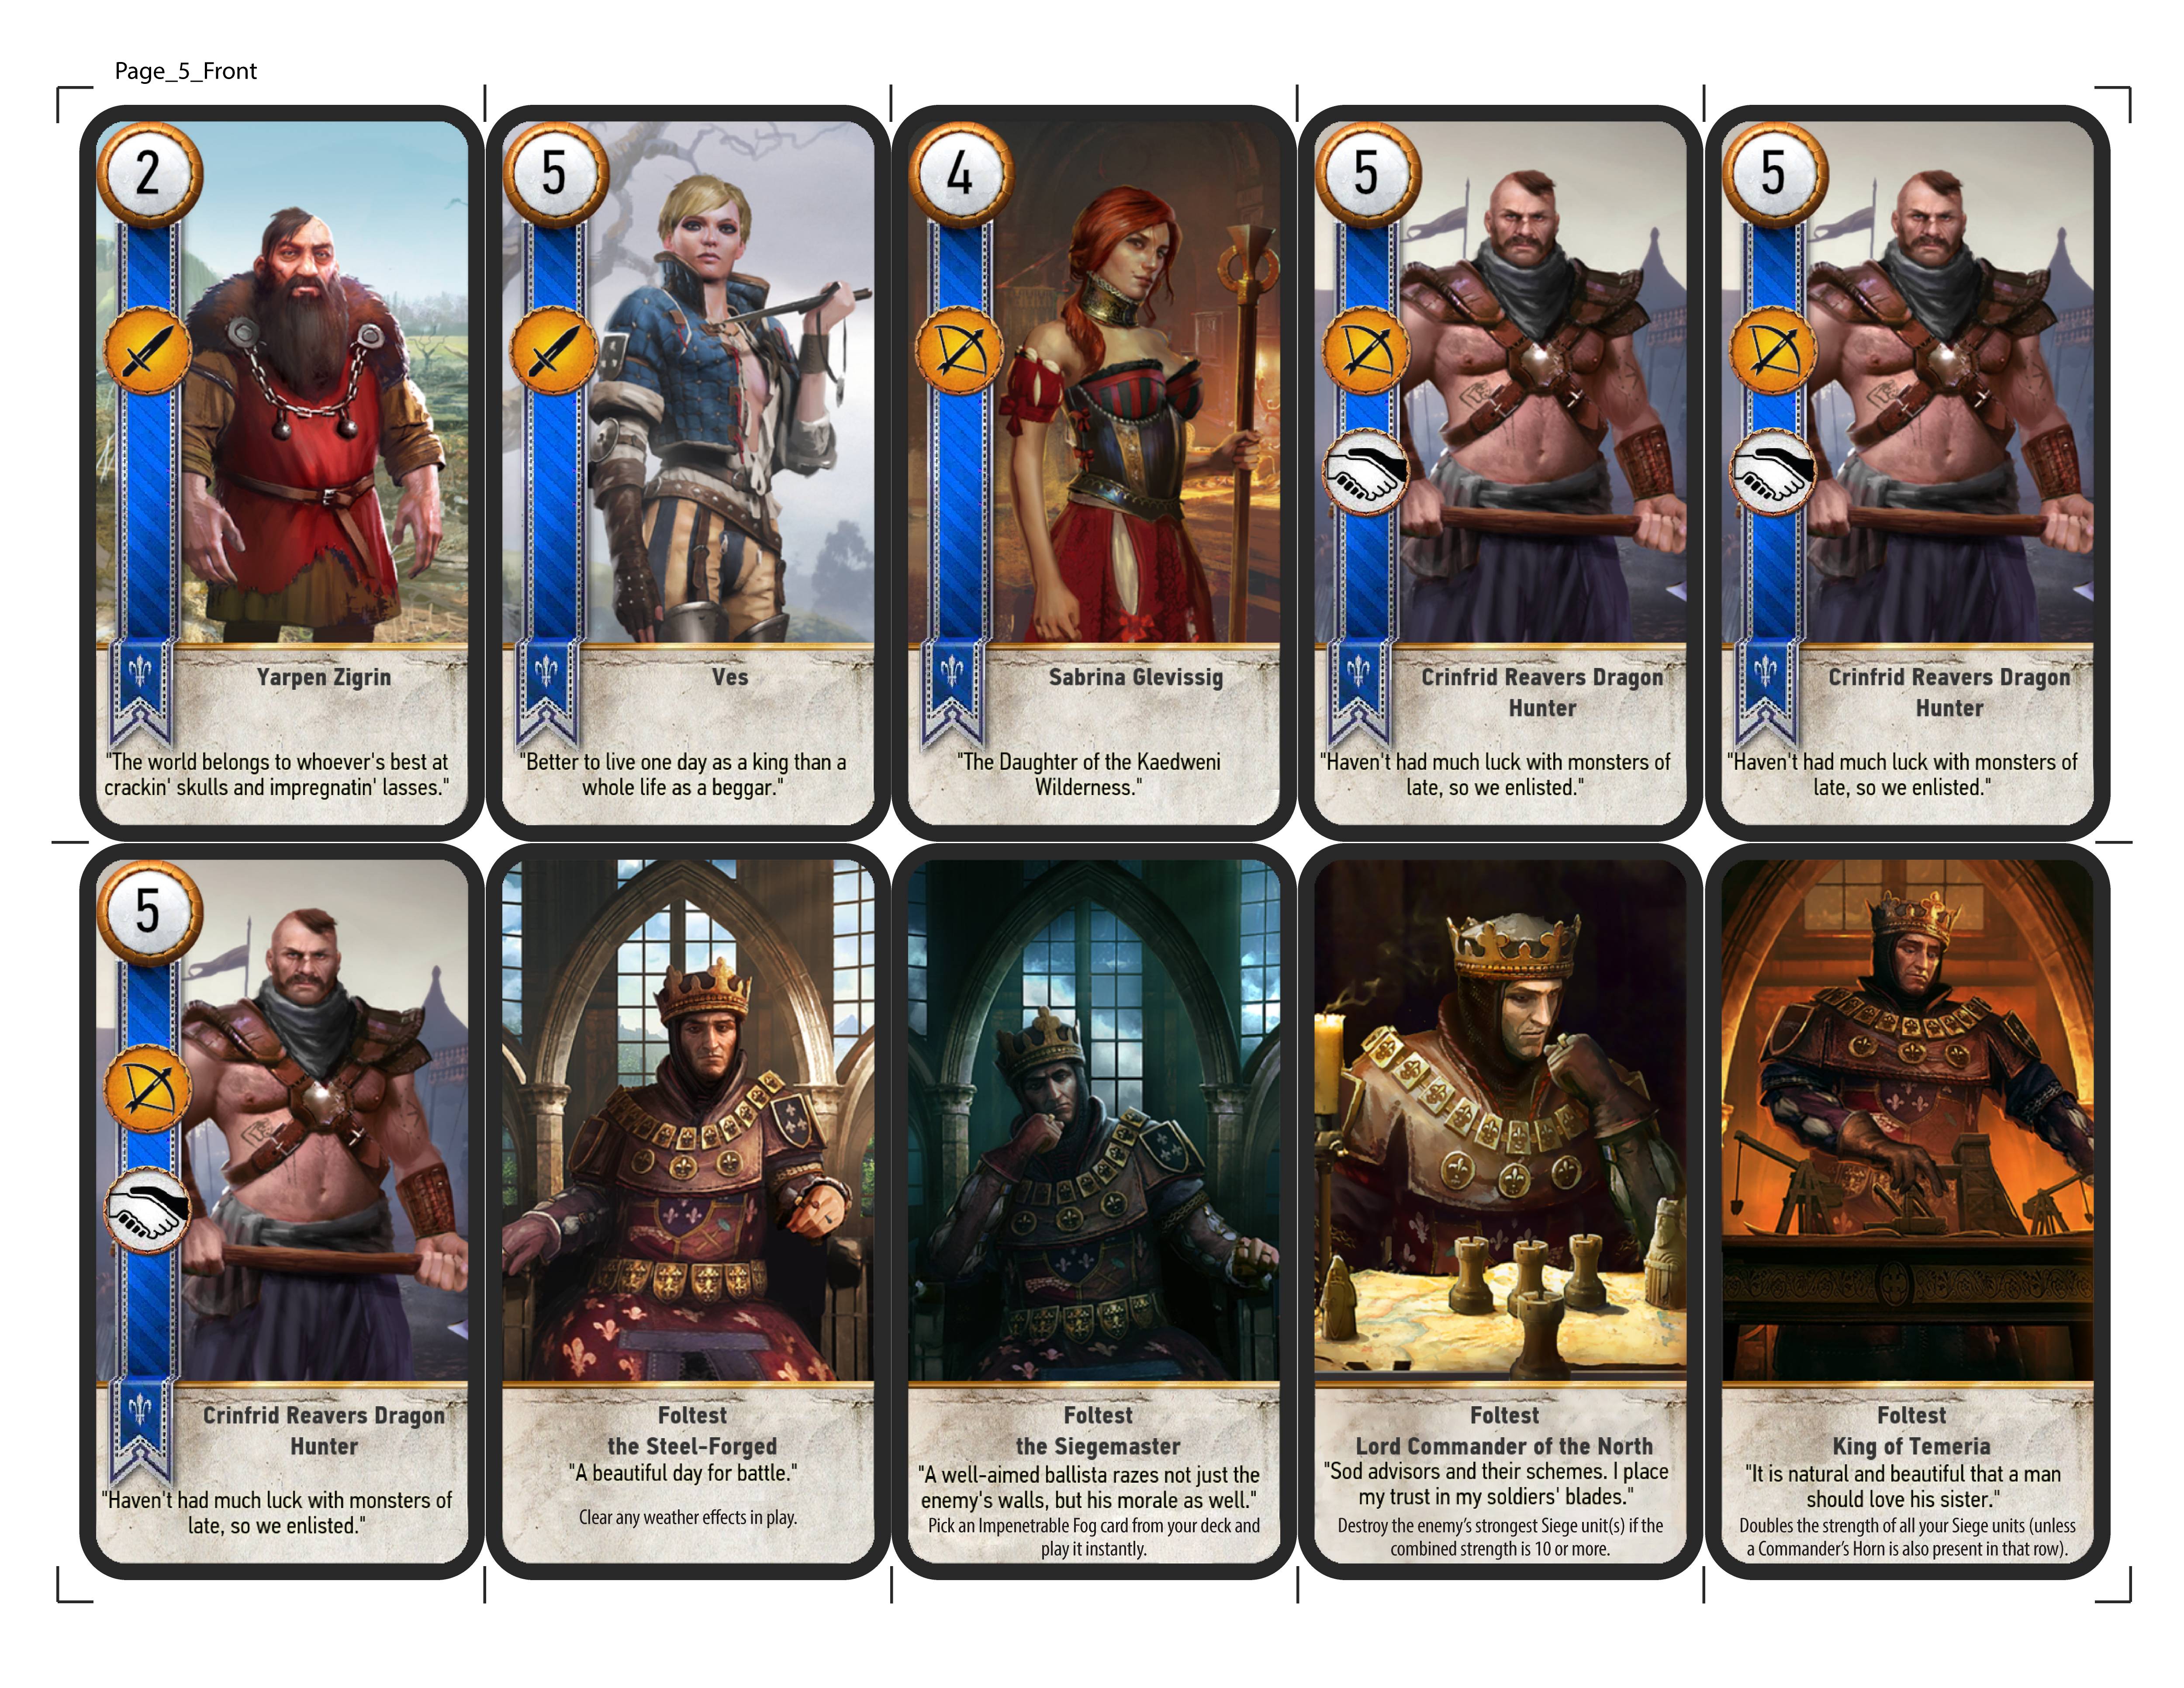 Page_5_Front
2
Yarpen Zigrin
"The world belongs to whoever's best at
crackin' skulls and impregnatin' lasses."
5
Ves
"Better to live one day as a king than a
whole life as a beggar."
4
Sabrina Glevissig
"The Daughter of the Kaedweni
Wilderness."
5
Crinfrid Reavers Dragon
Hunter
"Haven't had much luck with monsters of
late, so we enlisted."
5
Crinfrid Reavers Dragon
Hunter
"Haven't had much luck with monsters of
late, so we enlisted."
5
Crinfrid Reavers Dragon
Hunter
"Haven't had much luck with monsters of
late, so we enlisted."
Foltest
the Steel-Forged
"A beautiful day for battle."
Clear any weather effects in play.
Foltest
the Siegemaster
"A well-aimed ballista razes not just the
enemy's walls, but his morale as well."
Pick an Impenetrable Fog card from your deck and
play it instantly.
Foltest
Lord Commander of the North
"Sod advisors and their schemes. I place
my trust in my soldiers' blades."
Destroy the enemy’s strongest Siege unit(s) if the
combined strength is 10 or more.
Foltest
King of Temeria
"It is natural and beautiful that a man
should love his sister."
Doubles the strength of all your Siege units (unless
a Commander’s Horn is also present in that row).